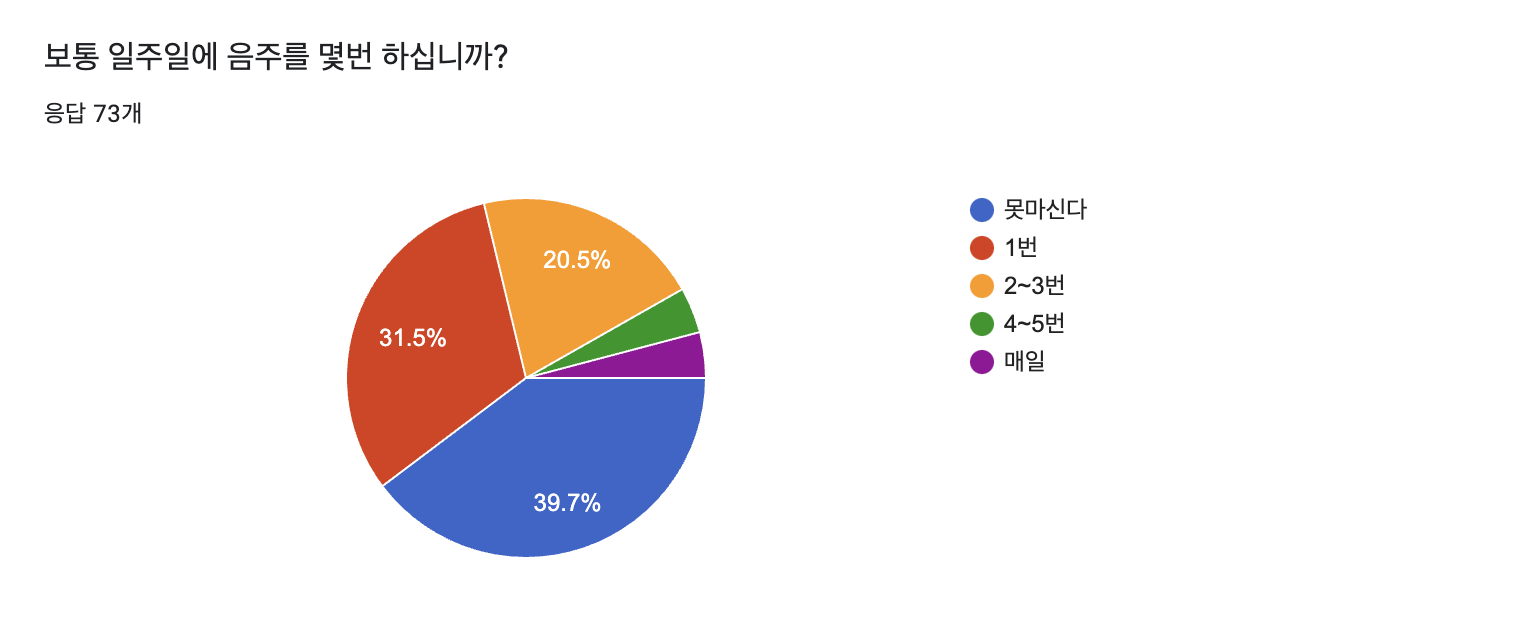 보통 일주일에 음주를 몇번 하십니까?
응답 73개
20.5%
31.5%
39.7%
못마신다
1번
2~3번
4~5번
매일